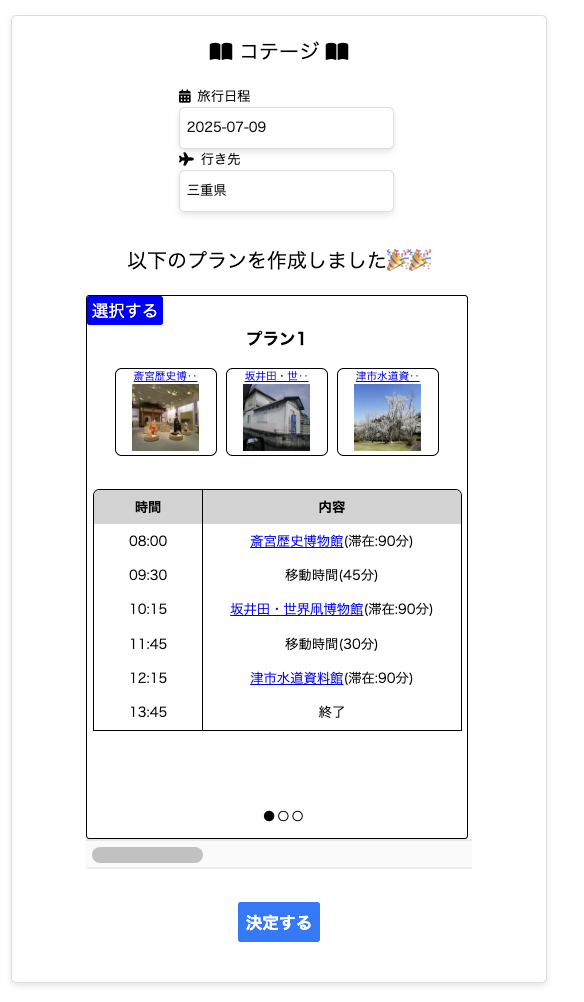 コテージ
旅行日程
2025-07-09
行き先
三重県
以下のプランを作成しました🎉🎉
選択する
プラン1
斎宮歴史博‥ 坂井田・世‥ 津市水道資‥
時間 内容
08:00 斎宮歴史博物館(滞在:90分)
09:30 移動時間(45分)
10:15 坂井田・世界凧博物館(滞在:90分)
11:45 移動時間(30分)
12:15 津市水道資料館(滞在:90分)
13:45 終了
決定する